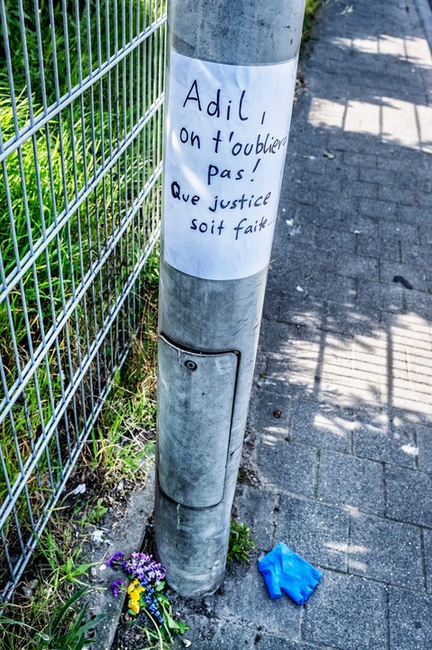 Adil,
on t'oubliera
pas!
Que justice
soit faite...